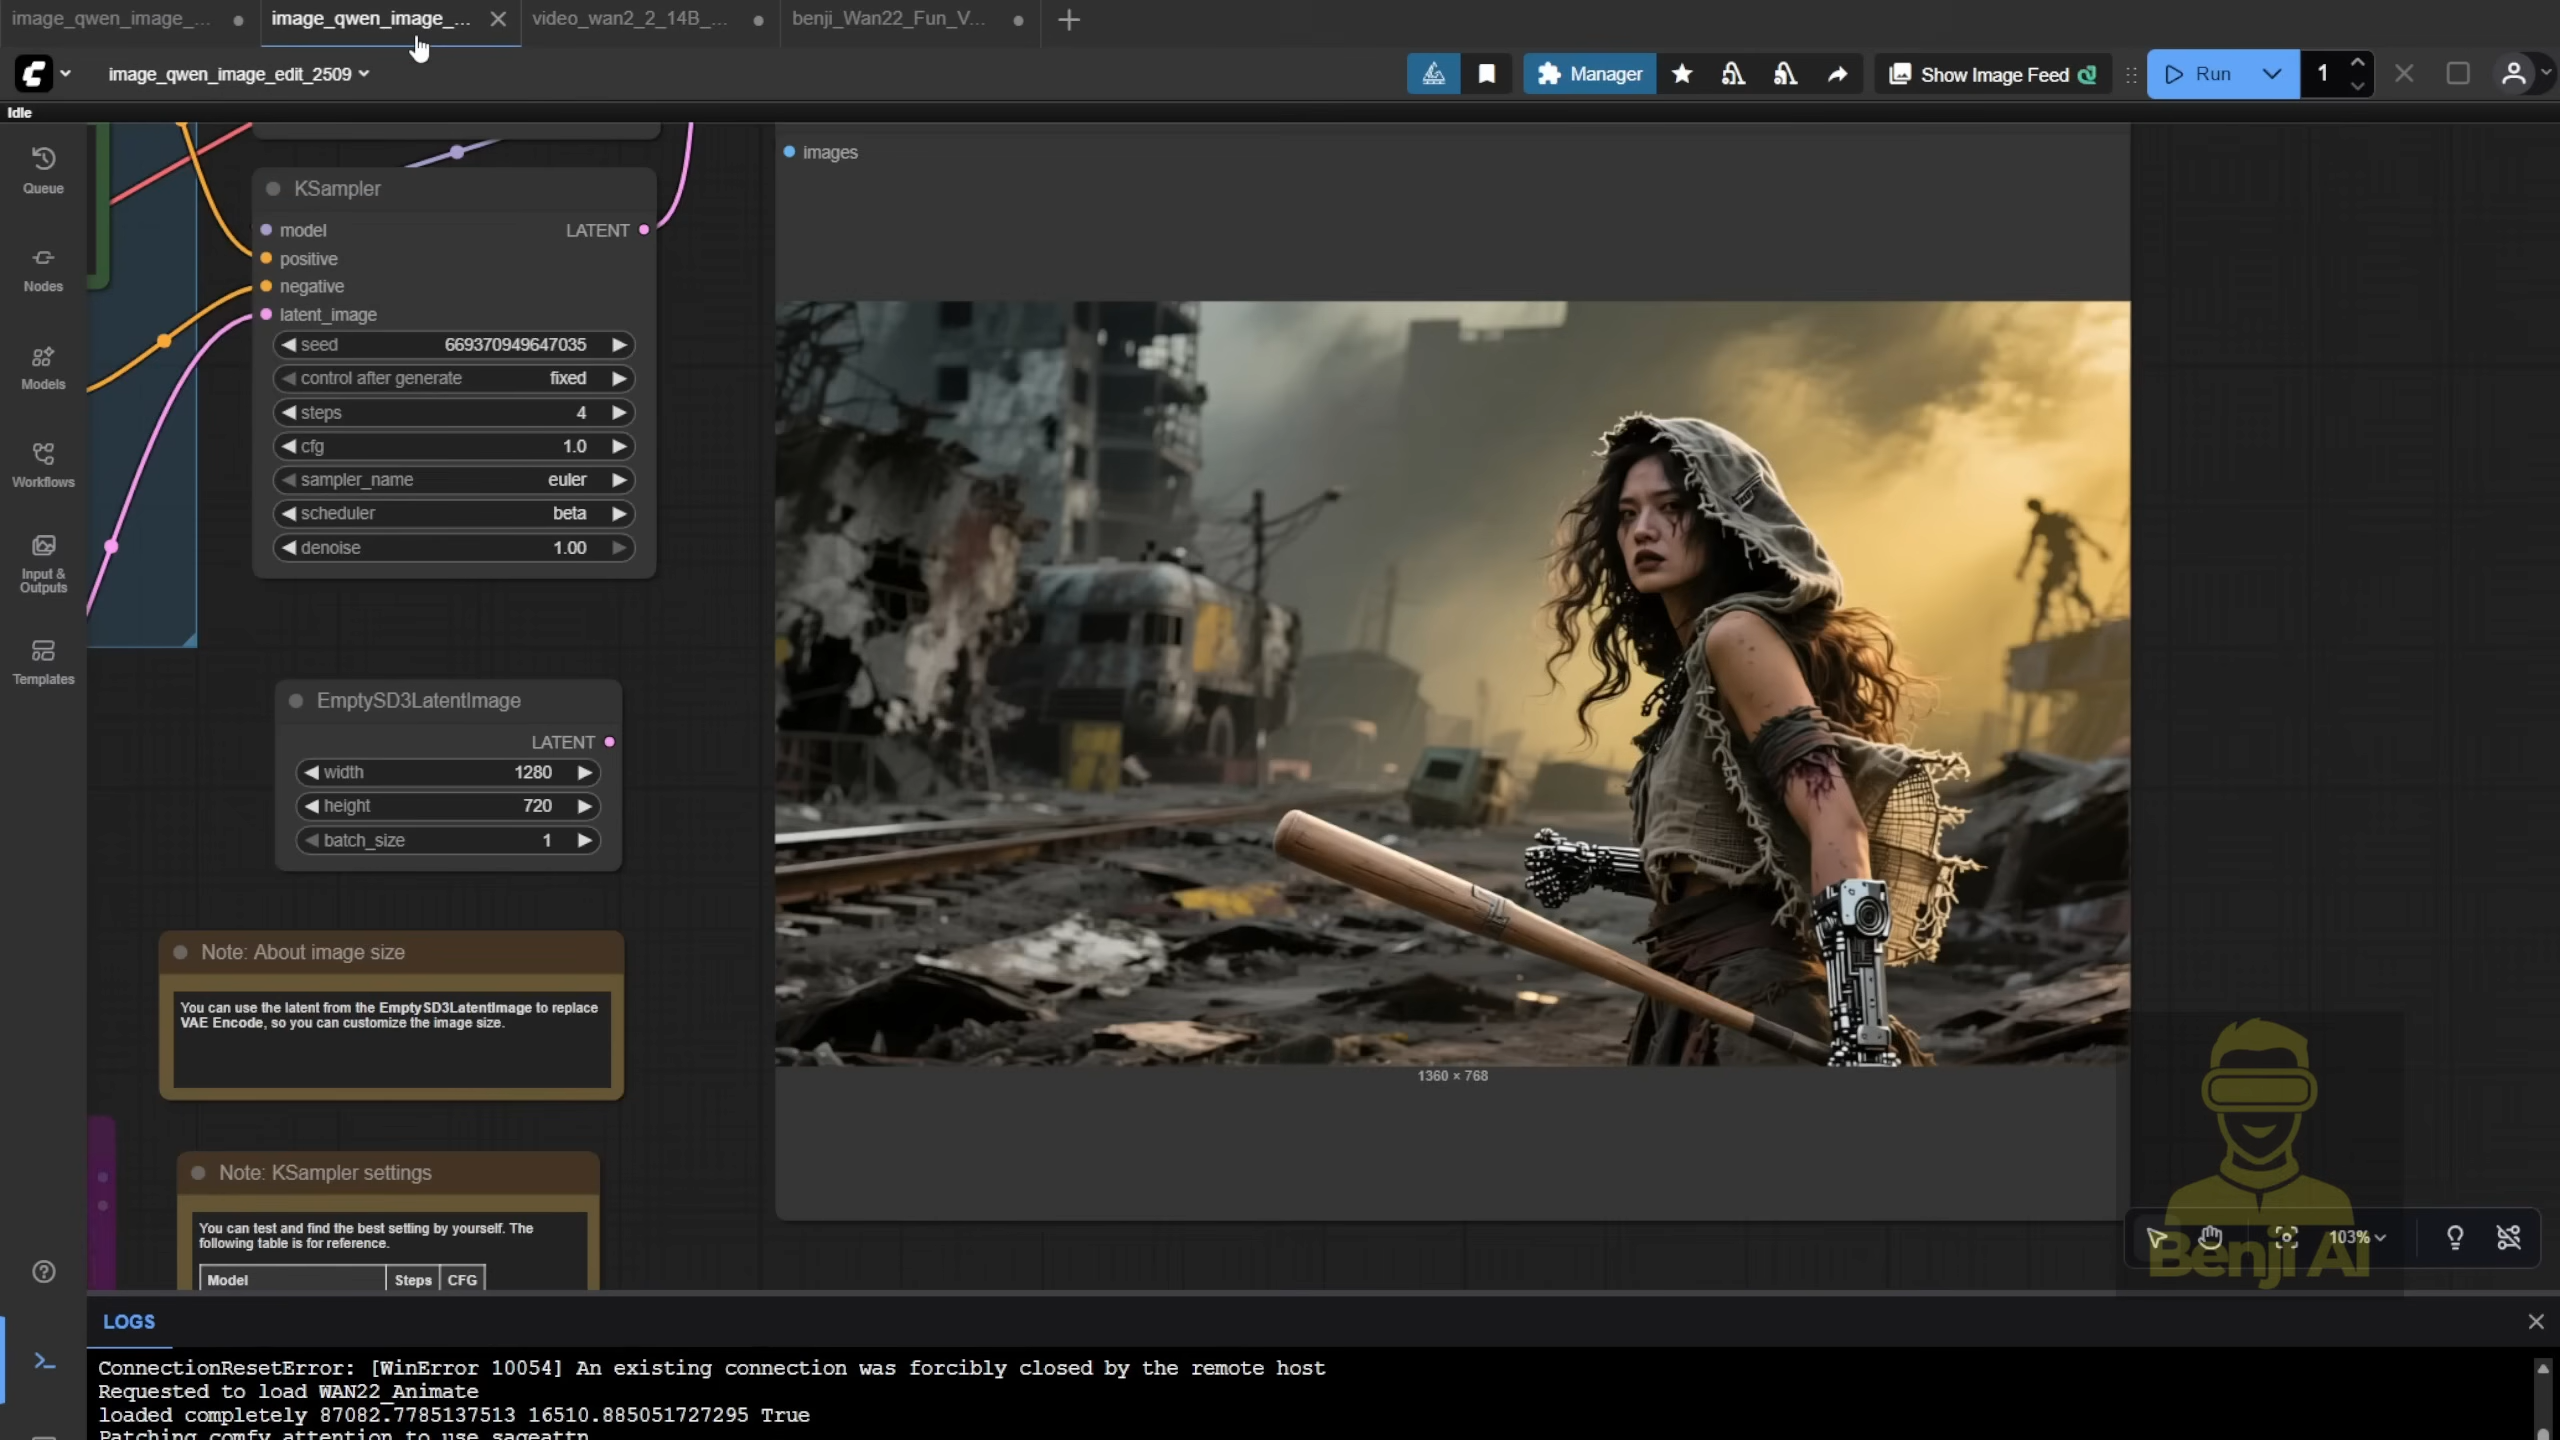 image_qwen_image_...
image_qwen_image_...
video_wan2_2_14B_...
benji_Wan22_Fun_V...
image_qwen_image_edit_2509
Manager
Show Image Feed
Run
1
Idle
Queue
Nodes
Models
Workflows
Input &
Outputs
Templates
KSampler
model
LATENT
positive
negative
latent_image
seed 669370949647035
control after generate fixed
steps 4
cfg 1.0
sampler_name euler
scheduler beta
denoise 1.00
EmptySD3LatentImage
LATENT
width 1280
height 720
batch_size 1
Note: About image size
You can use the latent from the EmptySD3LatentImage to replace
VAE Encode, so you can customize the image size.
Note: KSampler settings
You can test and find the best setting by yourself. The
following table is for reference.
Model Steps CFG
images
1360 × 768
103%
Benji AI
LOGS
ConnectionResetError: [WinError 10054] An existing connection was forcibly closed by the remote host
Requested to load WAN22_Animate
loaded completely 87082.7785137513 16510.885051727295 True
Patching comfy attention to use sageattn